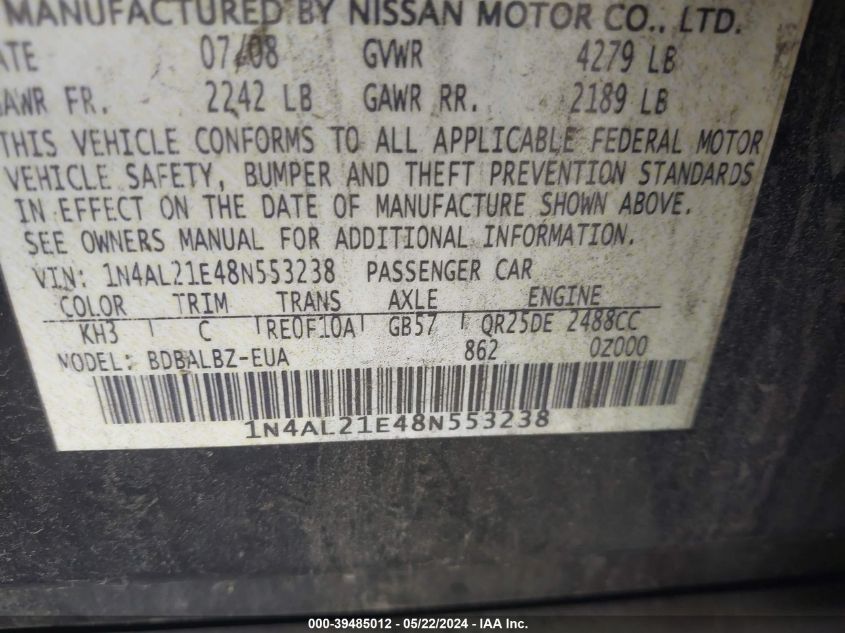 MANUFACTURED BY NISSAN MOTOR CO., LTD.
ATE 07/08 GVWR 4279 LB
GAWR FR. 2242 LB GAWR RR. 2189 LB
THIS VEHICLE CONFORMS TO ALL APPLICABLE FEDERAL MOTOR
VEHICLE SAFETY, BUMPER AND THEFT PREVENTION STANDARDS
IN EFFECT ON THE DATE OF MANUFACTURE SHOWN ABOVE.
SEE OWNERS MANUAL FOR ADDITIONAL INFORMATION.
VIN: 1N4AL21E48N553238 PASSENGER CAR
COLOR TRIM TRANS AXLE ENGINE
KH3 C RE0F10A GB57 QR25DE 2488CC
MODEL: BDBALBZ-EUA 862 0Z000
1N4AL21E48N553238
000-39485012 - 05/22/2024 - IAA Inc.